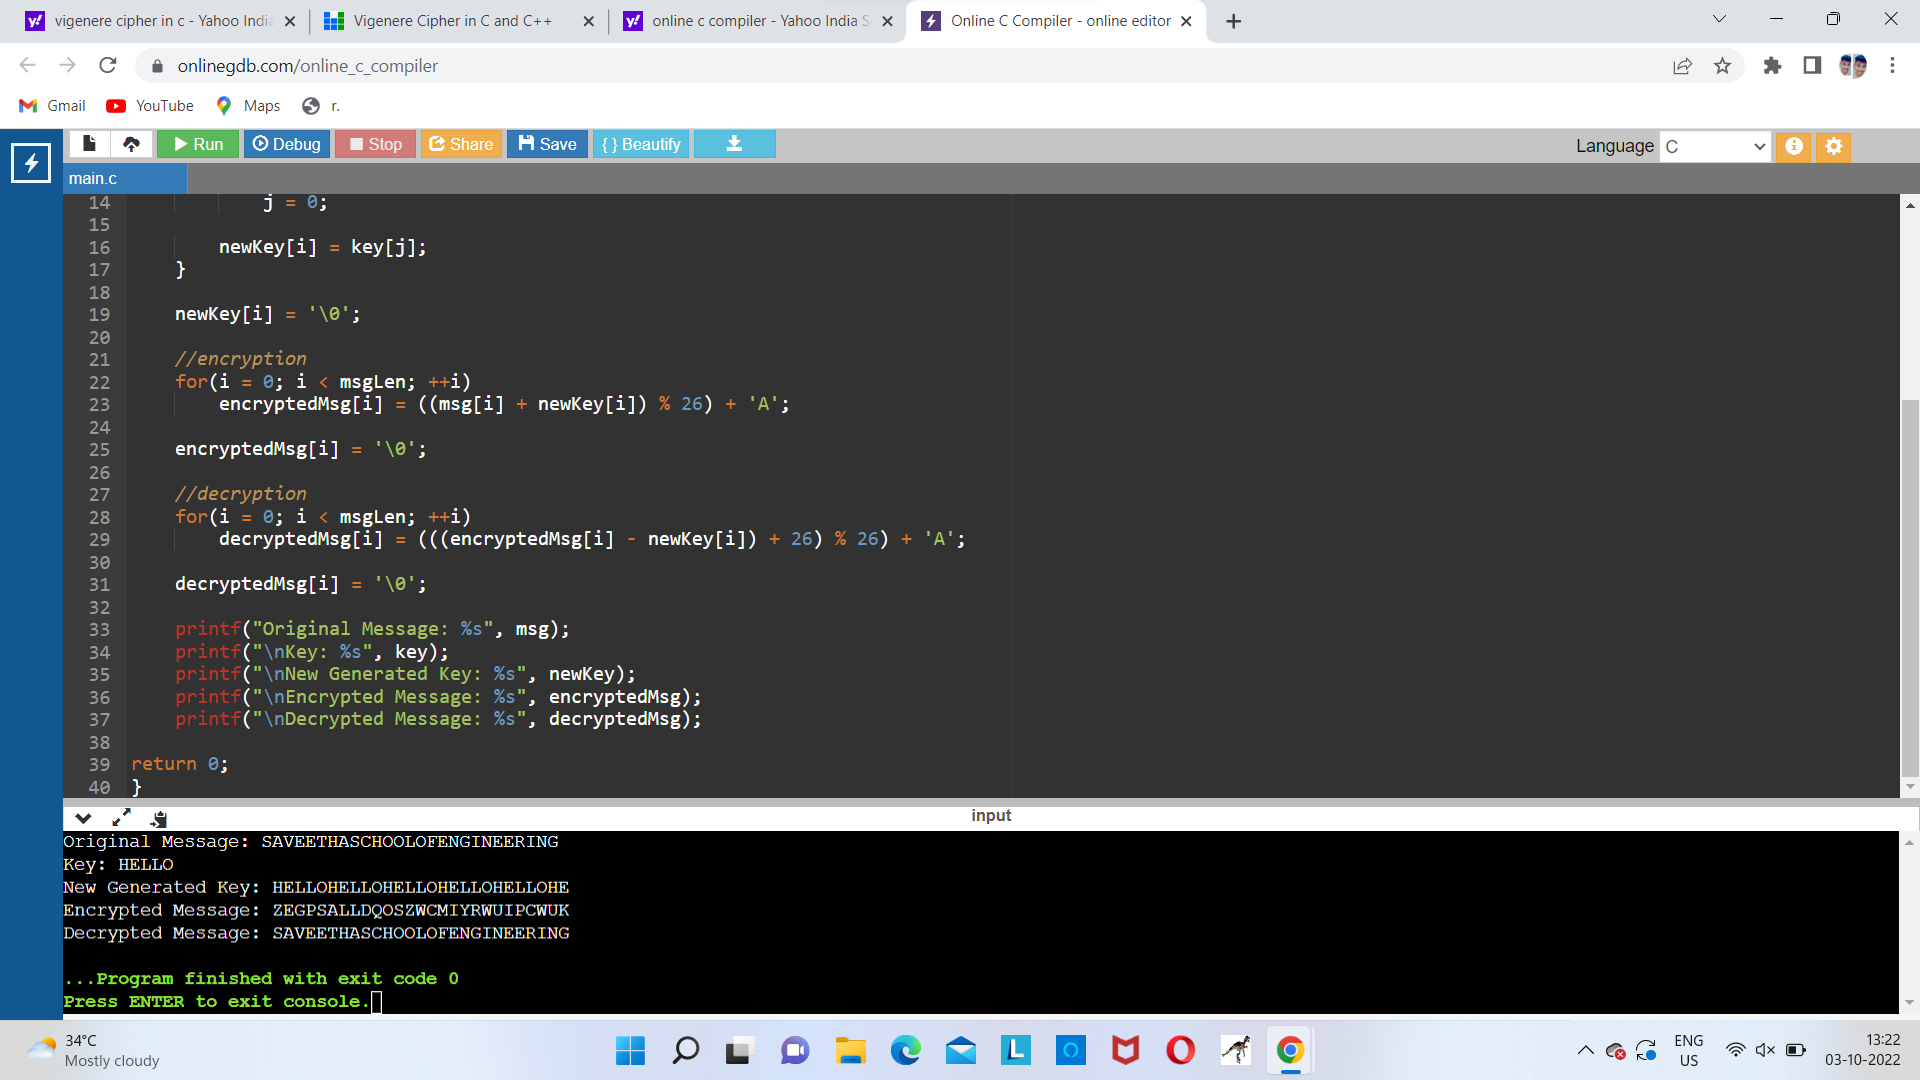 vigenere cipher in c - Yahoo India
Vigenere Cipher in C and C++
online c compiler - Yahoo India S
Online C Compiler - online editor
onlinegdb.com/online_c_compiler
Gmail YouTube Maps r.
Run Debug Stop Share Save { } Beautify Language C
main.c
14 j = 0;
15
16 newKey[i] = key[j];
17 }
18
19 newKey[i] = '\0';
20
21 //encryption
22 for(i = 0; i < msgLen; ++i)
23 encryptedMsg[i] = ((msg[i] + newKey[i]) % 26) + 'A';
24
25 encryptedMsg[i] = '\0';
26
27 //decryption
28 for(i = 0; i < msgLen; ++i)
29 decryptedMsg[i] = (((encryptedMsg[i] - newKey[i]) + 26) % 26) + 'A';
30
31 decryptedMsg[i] = '\0';
32
33 printf("Original Message: %s", msg);
34 printf("\nKey: %s", key);
35 printf("\nNew Generated Key: %s", newKey);
36 printf("\nEncrypted Message: %s", encryptedMsg);
37 printf("\nDecrypted Message: %s", decryptedMsg);
38
39 return 0;
40 }
input
Original Message: SAVEETHASCHOOLOFENGINEERING
Key: HELLO
New Generated Key: HELLOHELLOHELLOHELLOHELLOHE
Encrypted Message: ZEGPSALLDQOSZWCMIYRWUIPCWUK
Decrypted Message: SAVEETHASCHOOLOFENGINEERING
...Program finished with exit code 0
Press ENTER to exit console.
34°C
Mostly cloudy
ENG
US
13:22
03-10-2022